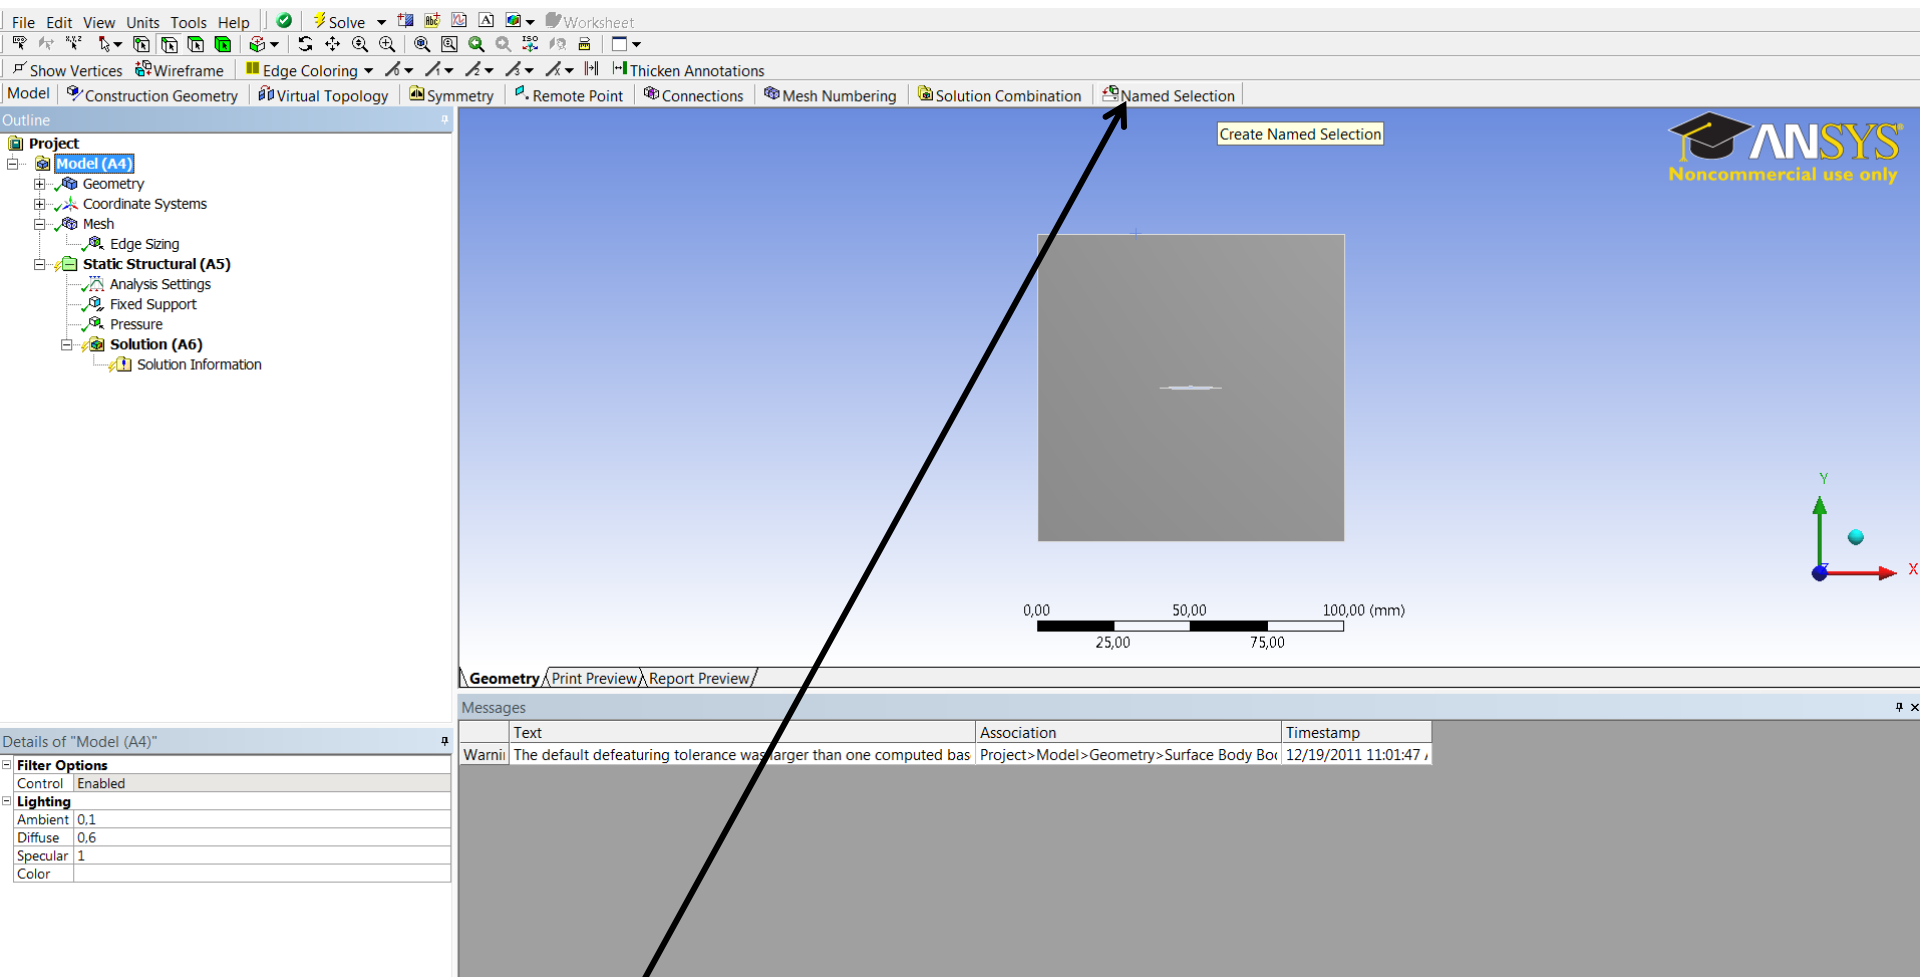 File Edit View Units Tools Help Solve Worksheet
Show Vertices Wireframe Edge Coloring Thicken Annotations
Model Construction Geometry Virtual Topology Symmetry Remote Point Connections Mesh Numbering Solution Combination Named Selection
Outline
Project
Model (A4)
Geometry
Coordinate Systems
Mesh
Edge Sizing
Static Structural (A5)
Analysis Settings
Fixed Support
Pressure
Solution (A6)
Solution Information
Create Named Selection
ANSYS
Noncommercial use only
Y
X
0,00 50,00 100,00 (mm)
25,00 75,00
Geometry Print Preview Report Preview
Messages
Text Association Timestamp
Warnii The default defeaturing tolerance was larger than one computed bas Project>Model>Geometry>Surface Body 12/19/2011 11:01:47
Details of "Model (A4)"
Filter Options
Control Enabled
Lighting
Ambient 0,1
Diffuse 0,6
Specular 1
Color